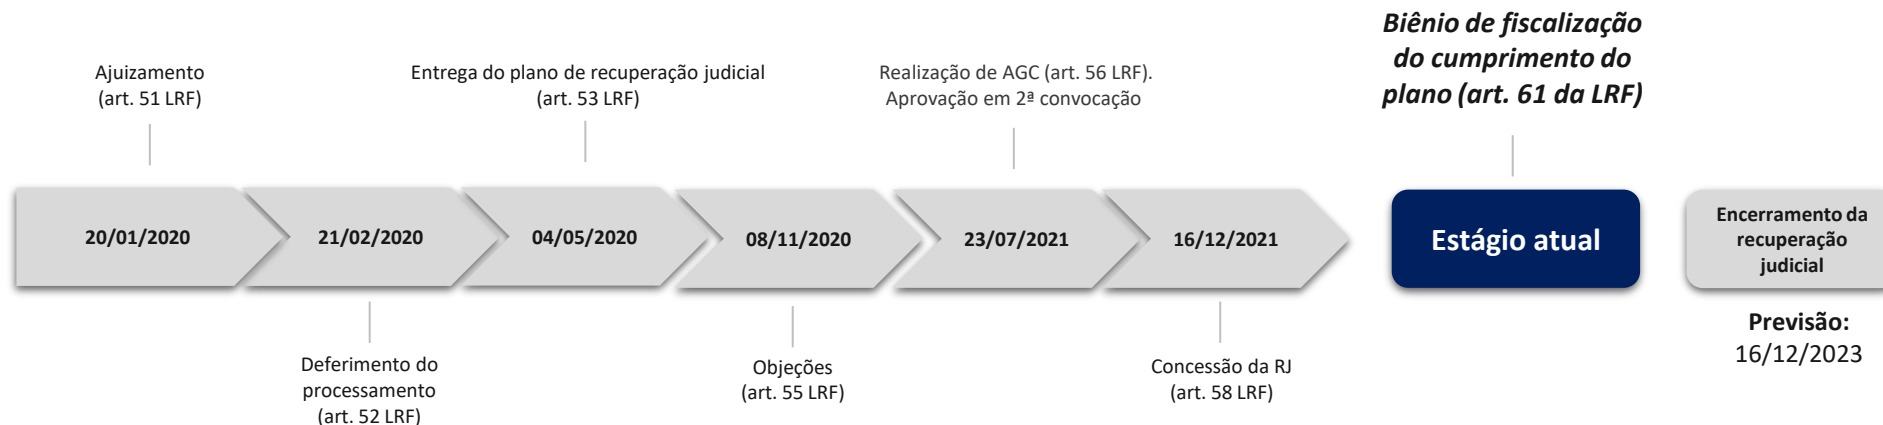 Ajuizamento
(art. 51 LRF)
Entrega do plano de recuperação judicial
(art. 53 LRF)
Realização de AGC (art. 56 LRF).
Aprovação em 2ª convocação
Biênio de fiscalização
do cumprimento do
plano (art. 61 da LRF)
20/01/2020
21/02/2020
04/05/2020
08/11/2020
23/07/2021
16/12/2021
Estágio atual
Encerramento da
recuperação
judicial
Deferimento do
processamento
(art. 52 LRF)
Objeções
(art. 55 LRF)
Concessão da RJ
(art. 58 LRF)
Previsão:
16/12/2023